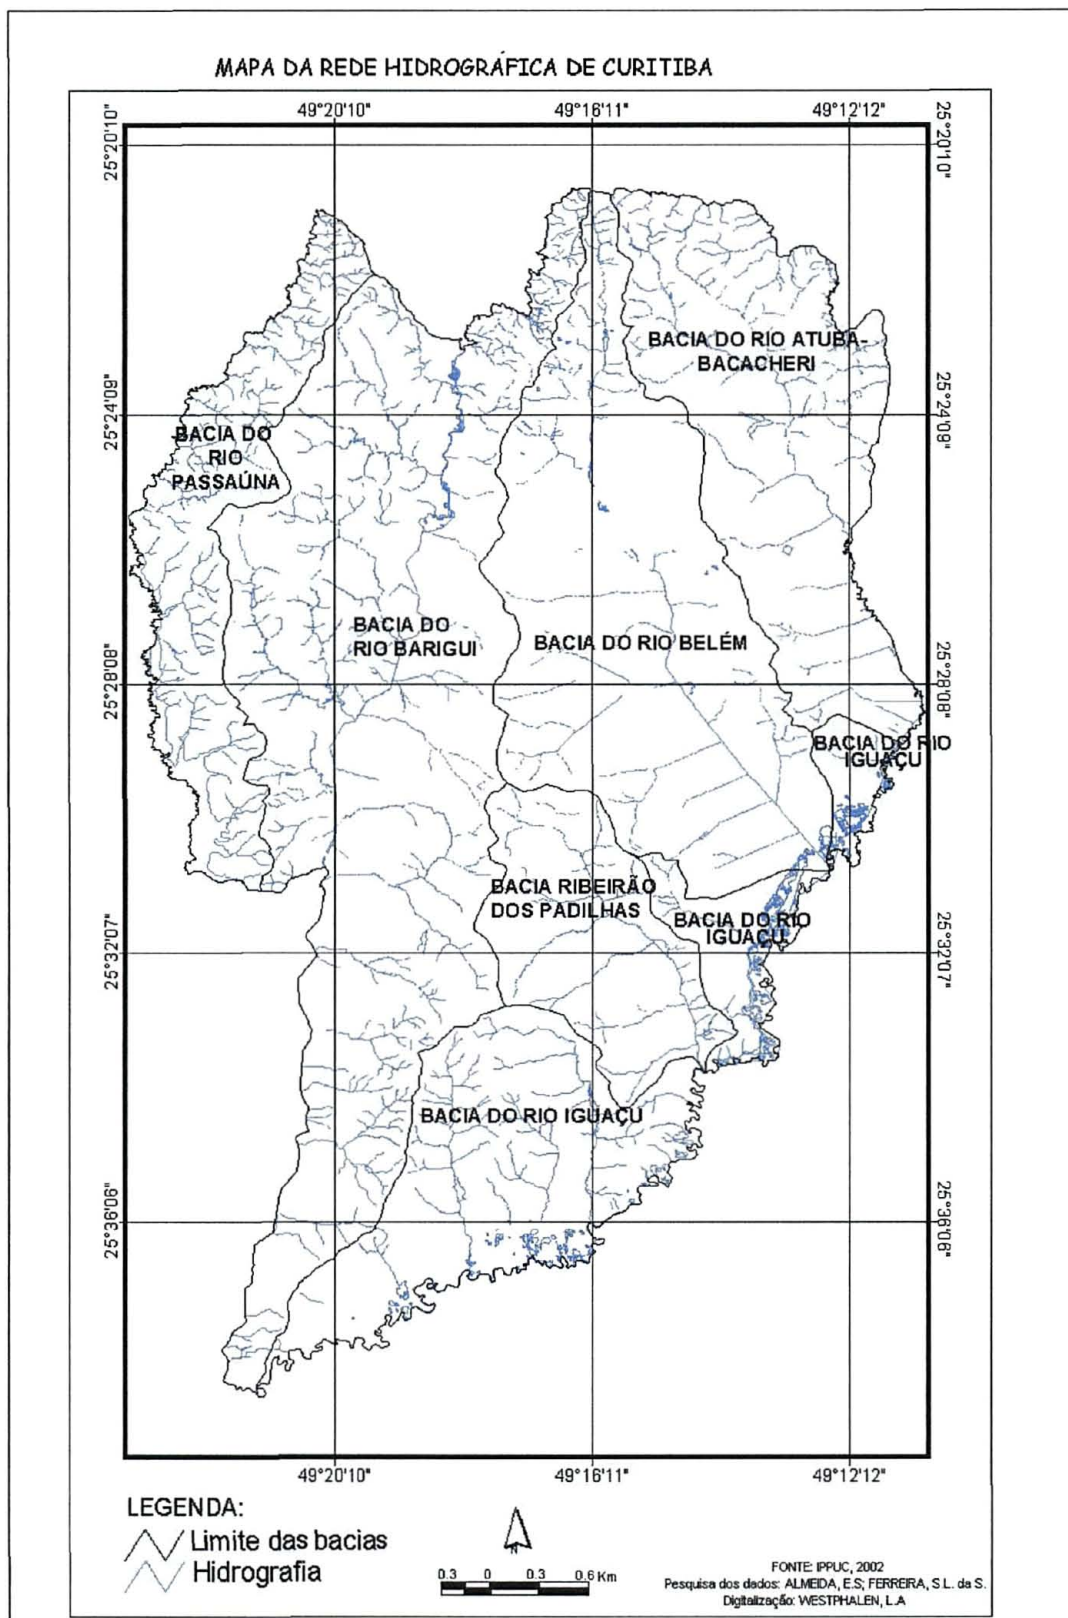 MAPA DA REDE HIDROGRÁFICA DE CURITIBA
49°20'10" 49°16'11" 49°12'12"
25°20'10" 25°20'10"
BACIA DO RIO ATUBA-
BACACHERI
25°24'09" 25°24'08"
BACIA DO
RIO
PASSAÚNA
BACIA DO
RIO BARIGUI
BACIA DO RIO BELÉM
25°28'08" 25°28'08"
BACIA DO RIO
IGUAÇU
BACIA RIBEIRÃO
DOS PADILHAS
BACIA DO RIO
IGUAÇU
25°32'07" 25°32'07"
BACIA DO RIO IGUAÇU
25°36'06" 25°36'06"
49°20'10" 49°16'11" 49°12'12"
LEGENDA:
Limite das bacias
Hidrografia
N
0.3 0 0.3 0.6 Km
FONTE: IPPUC, 2002
Pesquisa dos dados: ALMEIDA, E.S; FERREIRA, S.L. da S.
Digitalização: WESTPHALEN, L.A